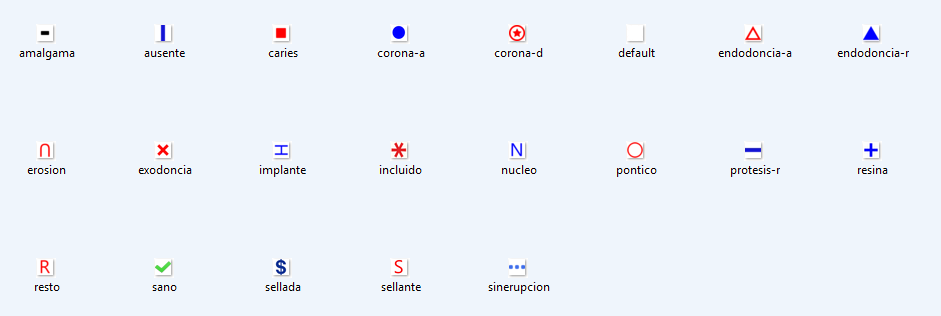 amalgama ausente caries corona-a corona-d default endodoncia-a endodoncia-r
N
erosion exodoncia implante incluido nucleo pontico protesis-r resina
R $ S
resto sano sellada sellante sinerupcion